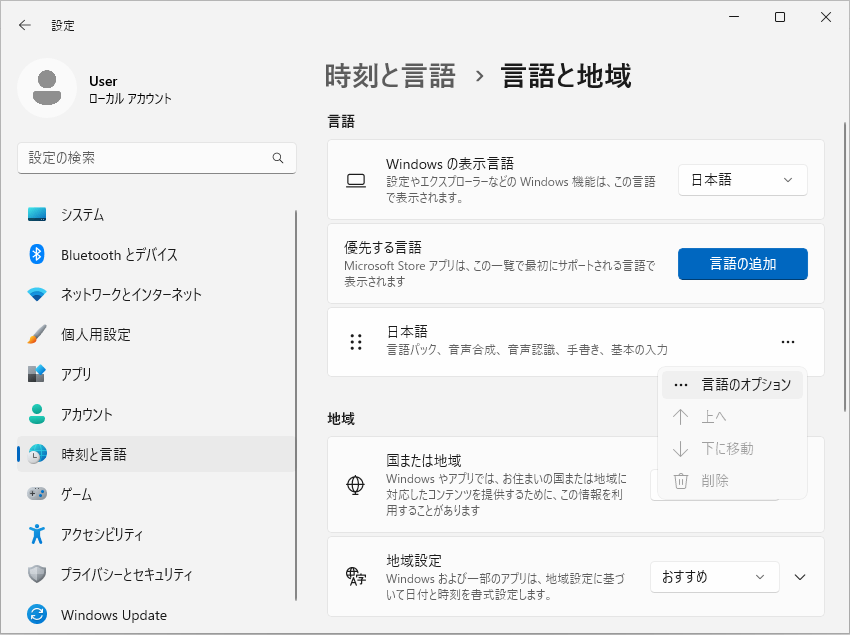 設定
User
ローカル アカウント
設定の検索
システム
Bluetooth とデバイス
ネットワークとインターネット
個人用設定
アプリ
アカウント
時刻と言語
ゲーム
アクセシビリティ
プライバシーとセキュリティ
Windows Update
時刻と言語 › 言語と地域
言語
Windows の表示言語
設定やエクスプローラーなどの Windows 機能は、この言語
で表示されます。
日本語
優先する言語
Microsoft Store アプリは、この一覧で最初にサポートされる言語で
表示されます
言語の追加
日本語
言語パック、音声合成、音声認識、手書き、基本の入力
言語のオプション
上へ
下に移動
削除
地域
国または地域
Windows やアプリでは、お住まいの国または地域に
対応したコンテンツを提供するために、この情報を利
用することがあります
地域設定
Windows および一部のアプリは、地域設定に基づ
いて日付と時刻を書式設定します。
おすすめ